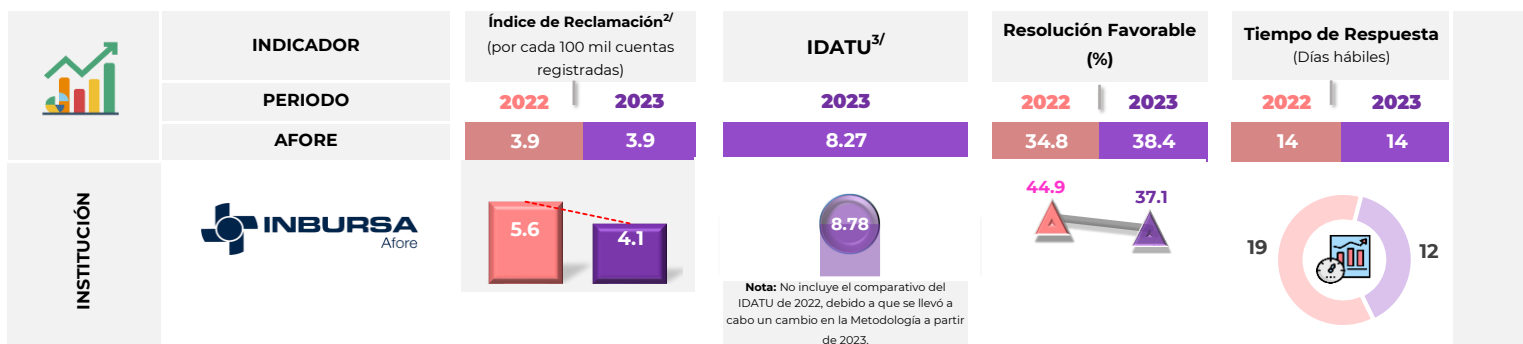 INDICADOR
Índice de Reclamación2/
(por cada 100 mil cuentas
registradas)
IDATU3/
Resolución Favorable
(%)
Tiempo de Respuesta
(Días hábiles)
PERIODO
2022
2023
2023
2022
2023
2022
2023
AFORE
3.9
3.9
8.27
34.8
38.4
14
14
INSTITUCIÓN
INBURSA
Afore
5.6
4.1
8.78
Nota: No incluye el comparativo del
IDATU de 2022, debido a que se llevó a
cabo un cambio en la Metodología a partir
de 2023.
44.9
37.1
19
12